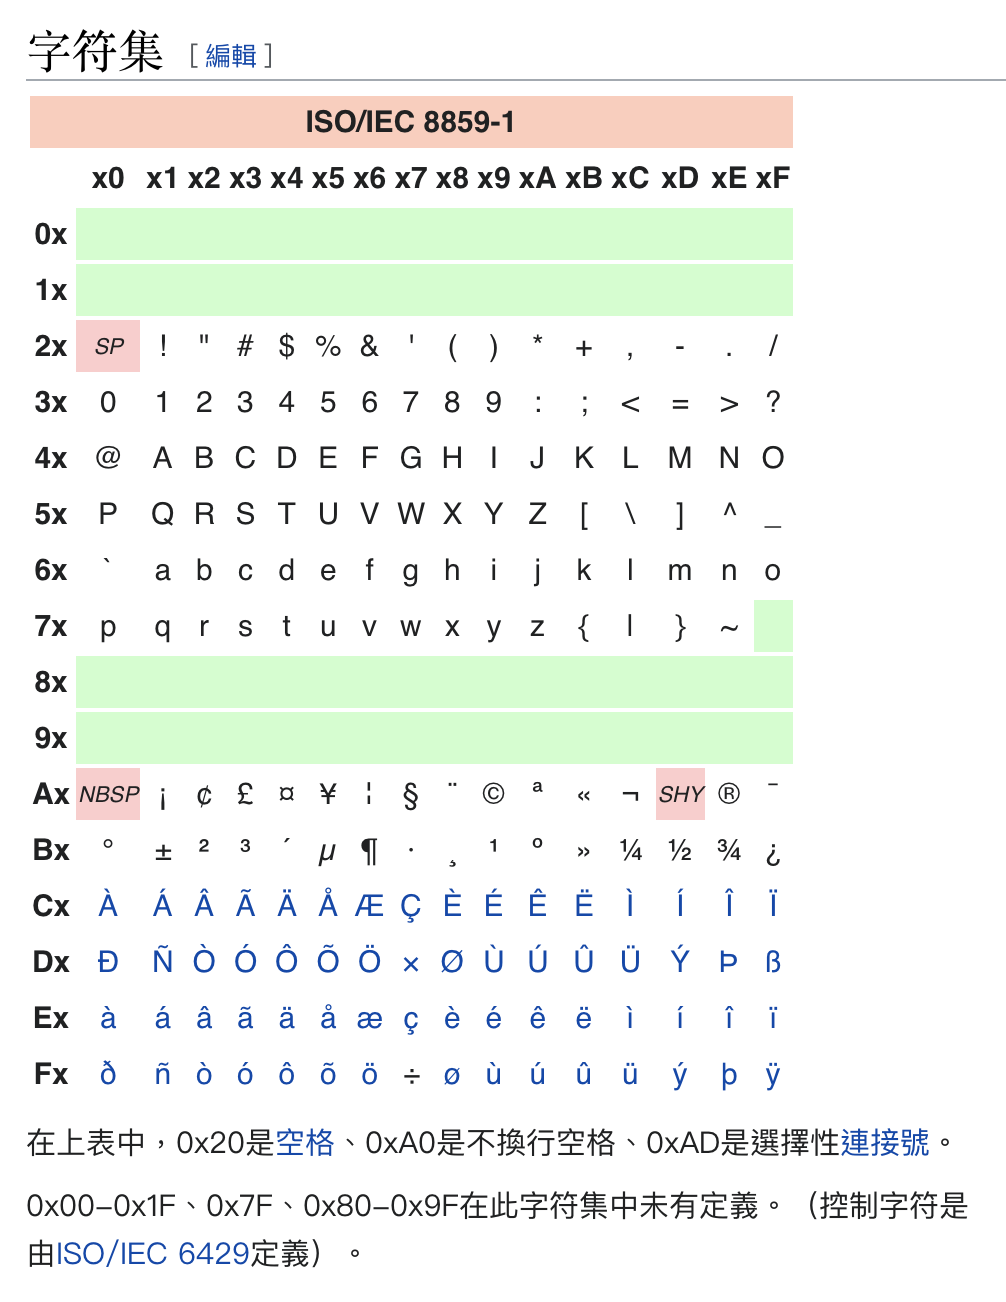 字符集 [編輯]
ISO/IEC 8859-1
x0 x1 x2 x3 x4 x5 x6 x7 x8 x9 xA xB xC xD xE xF
0x
1x
2x SP ! " # $ % & ' ( ) * + , - . /
3x 0 1 2 3 4 5 6 7 8 9 : ; < = > ?
4x @ A B C D E F G H I J K L M N O
5x P Q R S T U V W X Y Z [ \ ] ^ _
6x ` a b c d e f g h i j k l m n o
7x p q r s t u v w x y z { | } ~
8x
9x
Ax NBSP ¡ ¢ £ ¤ ¥ ¦ § ¨ © ª « ¬ SHY ® ¯
Bx ° ± ² ³ ´ µ ¶ · ¸ ¹ º » ¼ ½ ¾ ¿
Cx À Á Â Ã Ä Å Æ Ç È É Ê Ë Ì Í Î Ï
Dx Ð Ñ Ò Ó Ô Õ Ö × Ø Ù Ú Û Ü Ý Þ ß
Ex à á â ã ä å æ ç è é ê ë ì í î ï
Fx ð ñ ò ó ô õ ö ÷ ø ù ú û ü ý þ ÿ
在上表中，0x20是空格、0xA0是不換行空格、0xAD是選擇性連接號。
0x00–0x1F、0x7F、0x80–0x9F在此字符集中未有定義。（控制字符是
由ISO/IEC 6429定義）。